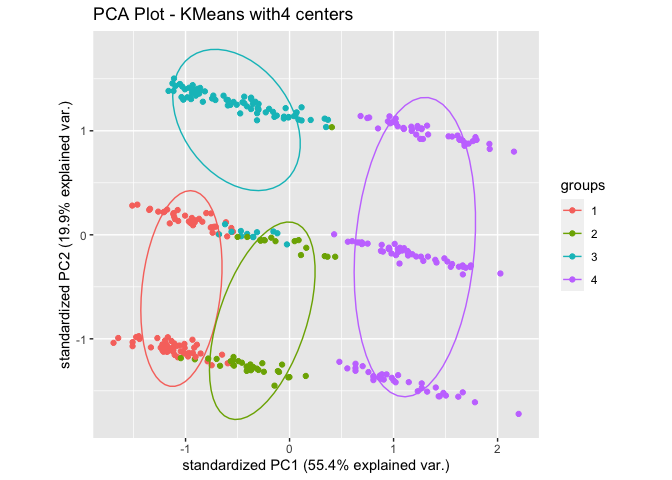 PCA Plot - KMeans with4 centers
standardized PC2 (19.9% explained var.)
1
0
-1
-1
0
1
2
standardized PC1 (55.4% explained var.)
groups
1
2
3
4